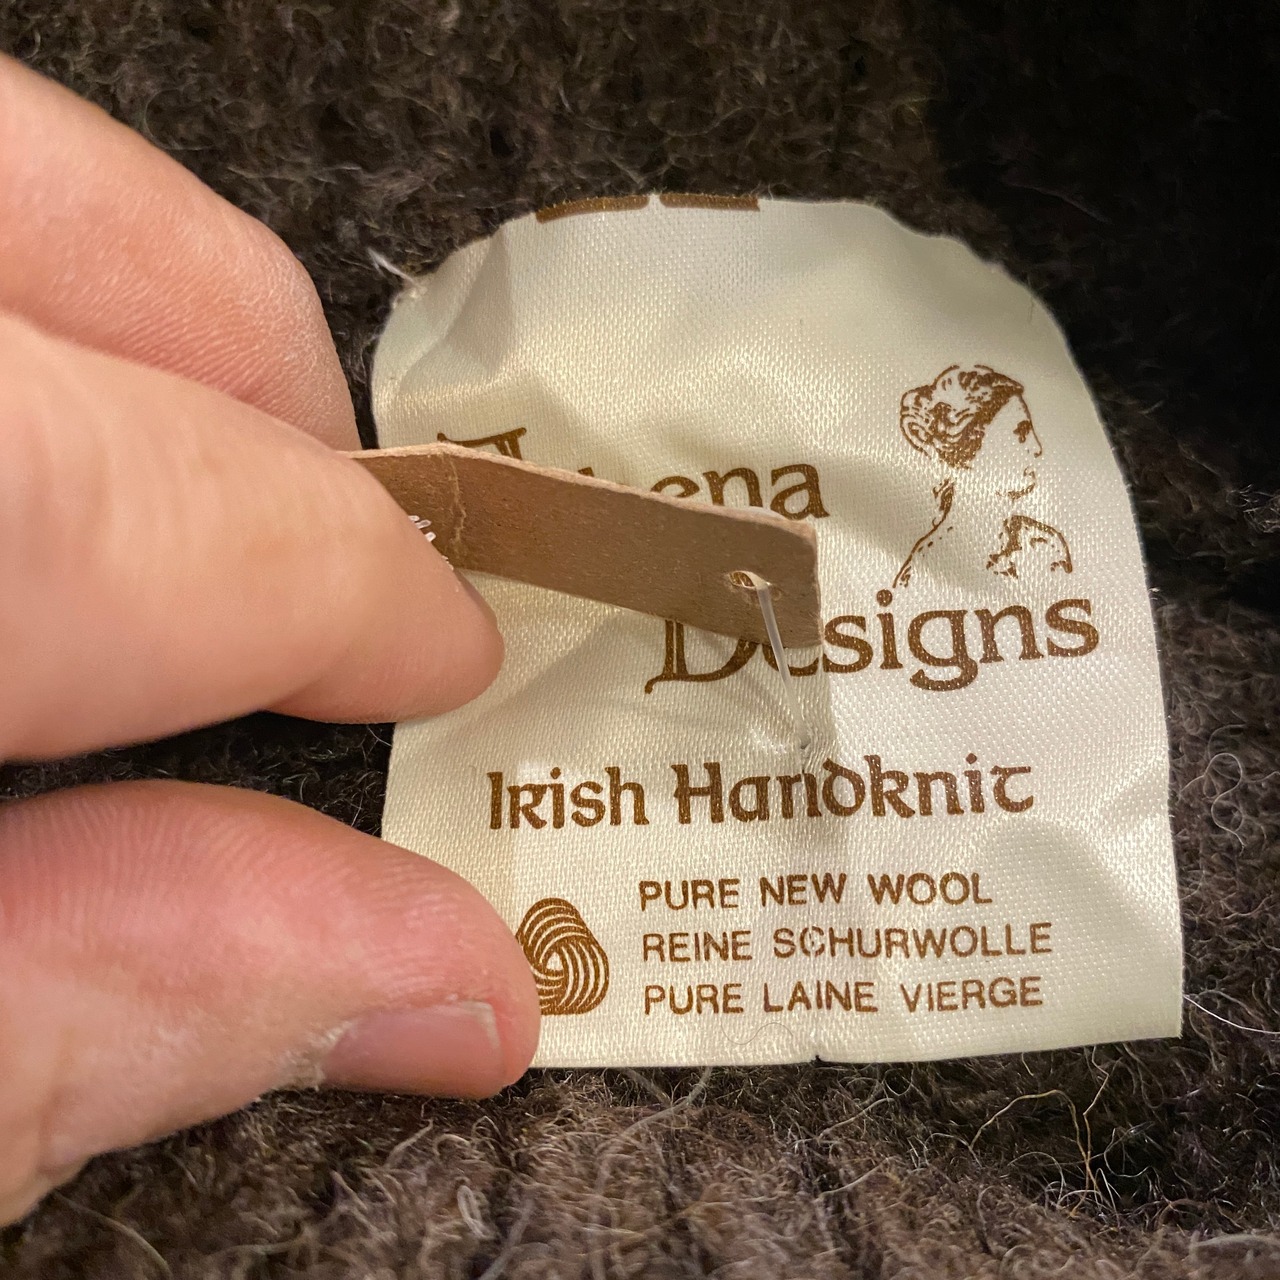 Designs
Irish Handknit
PURE NEW WOOL
REINE SCHURWOLLE
PURE LAINE VIERGE